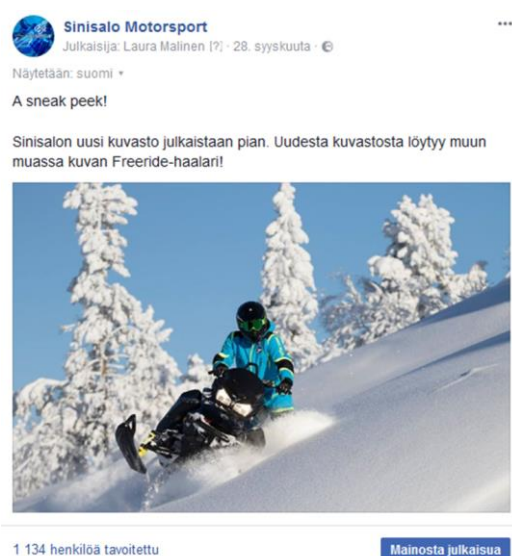 Sinisalo Motorsport
Julkaisija: Laura Malinen [?] · 28. syyskuuta ·
Näytetään: suomi
A sneak peek!
Sinisalon uusi kuvasto julkaistaan pian. Uudesta kuvastosta löytyy muun
muassa kuvan Freeride-haalari!
1 134 henkilöä tavoitettu
Mainosta julkaisua